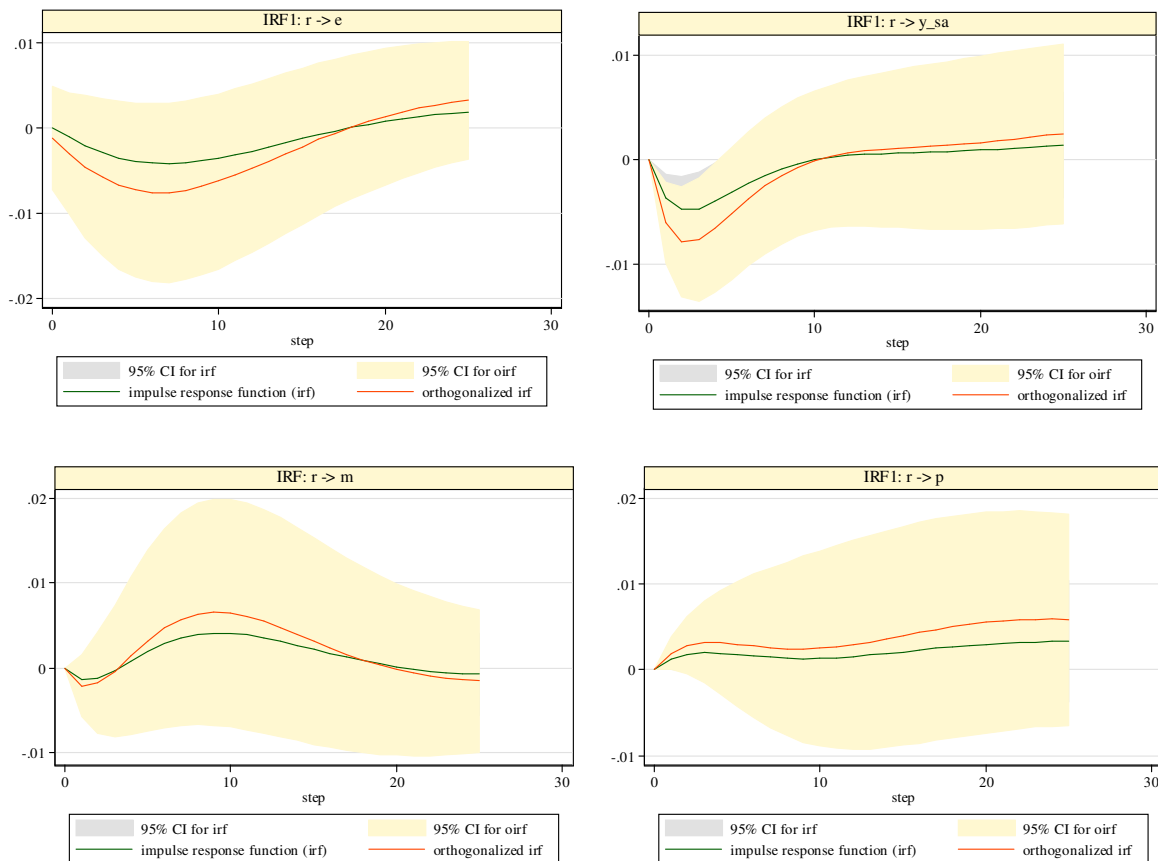 IRF1: r -> e
.01
0
-.01
-.02
0 10 20 30
step
95% CI for irf 95% CI for oirf
impulse response function (irf) orthogonalized irf
IRF1: r -> y_sa
.01
0
-.01
0 10 20 30
step
95% CI for irf 95% CI for oirf
impulse response function (irf) orthogonalized irf
IRF: r -> m
.02
.01
0
-.01
0 10 20 30
step
95% CI for irf 95% CI for oirf
impulse response function (irf) orthogonalized irf
IRF1: r -> p
.02
.01
0
-.01
0 10 20 30
step
95% CI for irf 95% CI for oirf
impulse response function (irf) orthogonalized irf